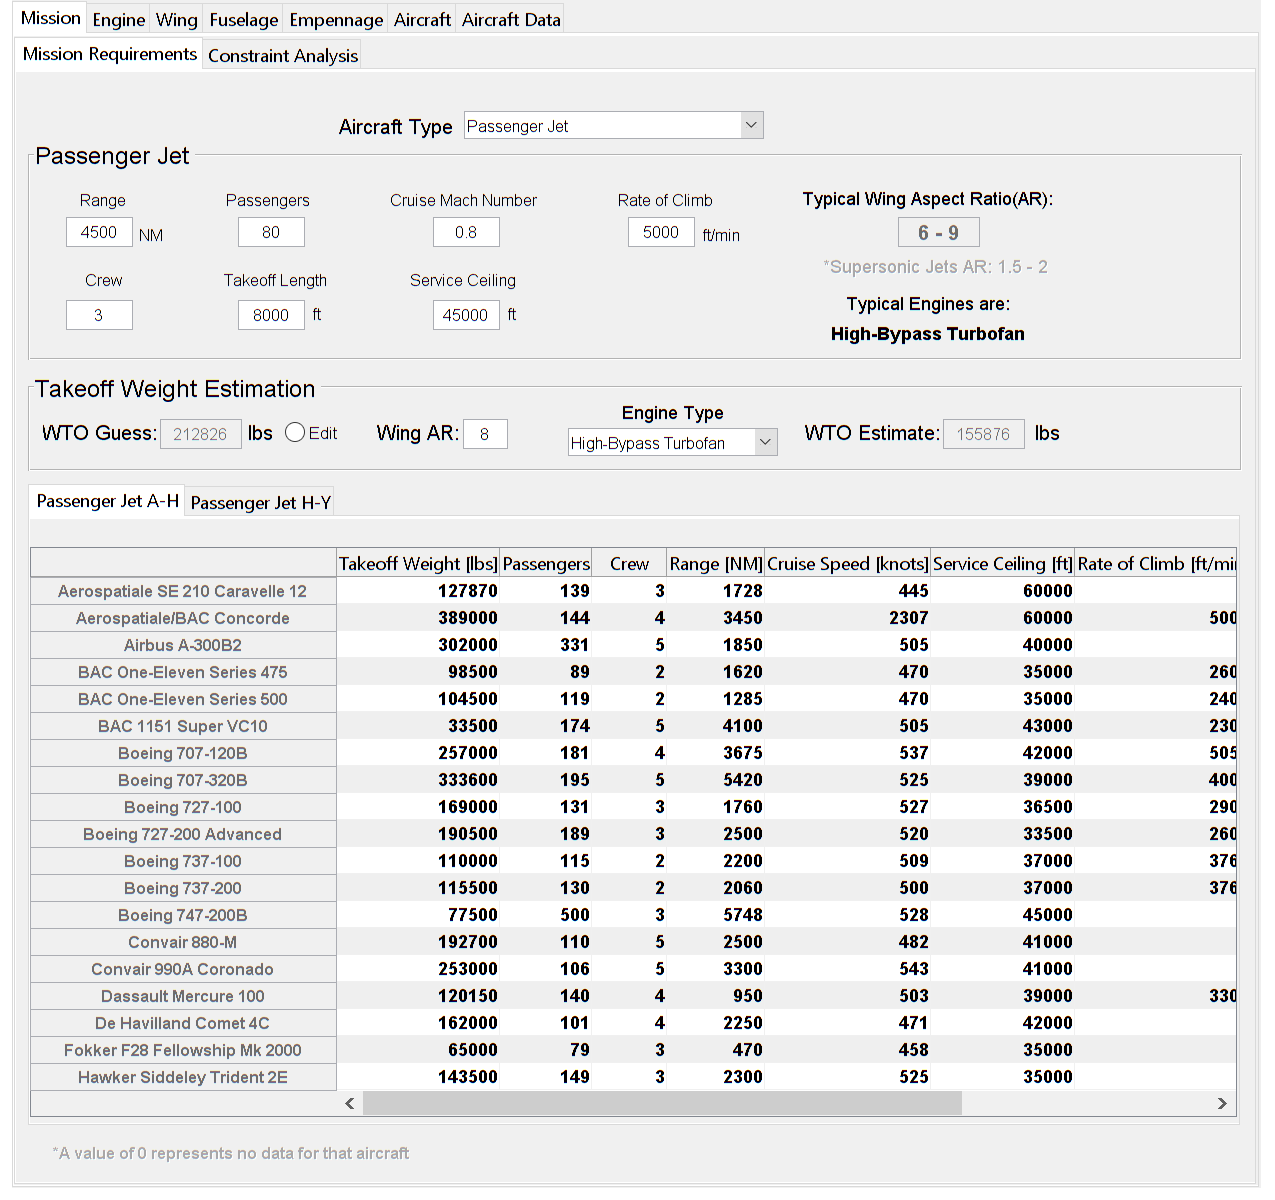 Mission Engine Wing Fuselage Empennage Aircraft Aircraft Data
Mission Requirements Constraint Analysis
Aircraft Type Passenger Jet
Passenger Jet
Range Passengers Cruise Mach Number Rate of Climb Typical Wing Aspect Ratio(AR):
4500 NM 80 0.8 5000 ft/min 6 - 9
*Supersonic Jets AR: 1.5 - 2
Crew Takeoff Length Service Ceiling
Typical Engines are:
3 8000 ft 45000 ft
High-Bypass Turbofan
Takeoff Weight Estimation
Engine Type
WTO Guess: 212826 lbs Edit Wing AR: 8 High-Bypass Turbofan WTO Estimate: 155876 lbs
Passenger Jet A-H Passenger Jet H-Y
Takeoff Weight [lbs] Passengers Crew Range [NM] Cruise Speed [knots] Service Ceiling [ft] Rate of Climb [ft/mi
Aerospatiale SE 210 Caravelle 12 127870 139 3 1728 445 60000
Aerospatiale/BAC Concorde 389000 144 4 3450 2307 60000 500
Airbus A-300B2 302000 331 5 1850 505 40000
BAC One-Eleven Series 475 98500 89 2 1620 470 35000 260
BAC One-Eleven Series 500 104500 119 2 1285 470 35000 240
BAC 1151 Super VC10 33500 174 5 4100 505 43000 230
Boeing 707-120B 257000 181 4 3675 537 42000 505
Boeing 707-320B 333600 195 5 5420 525 39000 400
Boeing 727-100 169000 131 3 1760 527 36500 290
Boeing 727-200 Advanced 190500 189 3 2500 520 33500 260
Boeing 737-100 110000 115 2 2200 509 37000 376
Boeing 737-200 115500 130 2 2060 500 37000 376
Boeing 747-200B 77500 500 3 5748 528 45000
Convair 880-M 192700 110 5 2500 482 41000
Convair 990A Coronado 253000 106 5 3300 543 41000
Dassault Mercure 100 120150 140 4 950 503 39000 330
De Havilland Comet 4C 162000 101 4 2250 471 42000
Fokker F28 Fellowship Mk 2000 65000 79 3 470 458 35000
Hawker Siddeley Trident 2E 143500 149 3 2300 525 35000
*A value of 0 represents no data for that aircraft